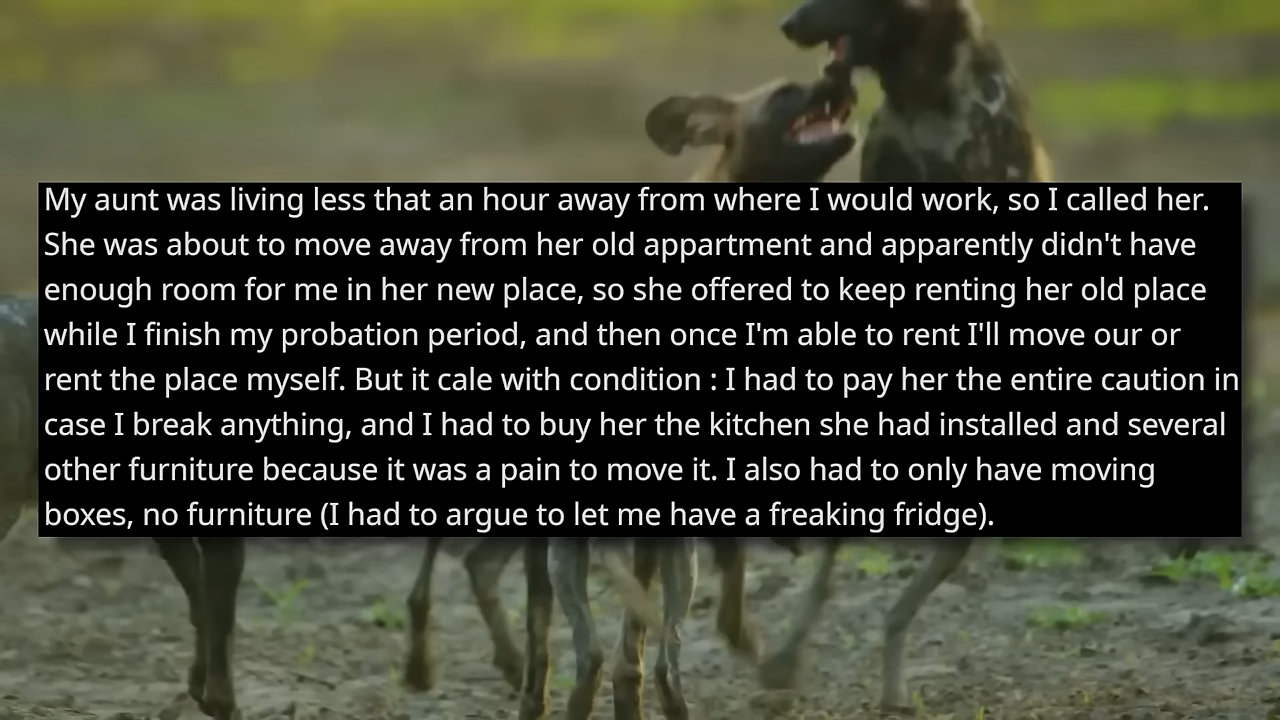 My aunt was living less that an hour away from where I would work, so I called her.
She was about to move away from her old appartment and apparently didn't have
enough room for me in her new place, so she offered to keep renting her old place
while I finish my probation period, and then once I'm able to rent I'll move our or
rent the place myself. But it cale with condition : I had to pay her the entire caution in
case I break anything, and I had to buy her the kitchen she had installed and several
other furniture because it was a pain to move it. I also had to only have moving
boxes, no furniture (I had to argue to let me have a freaking fridge).